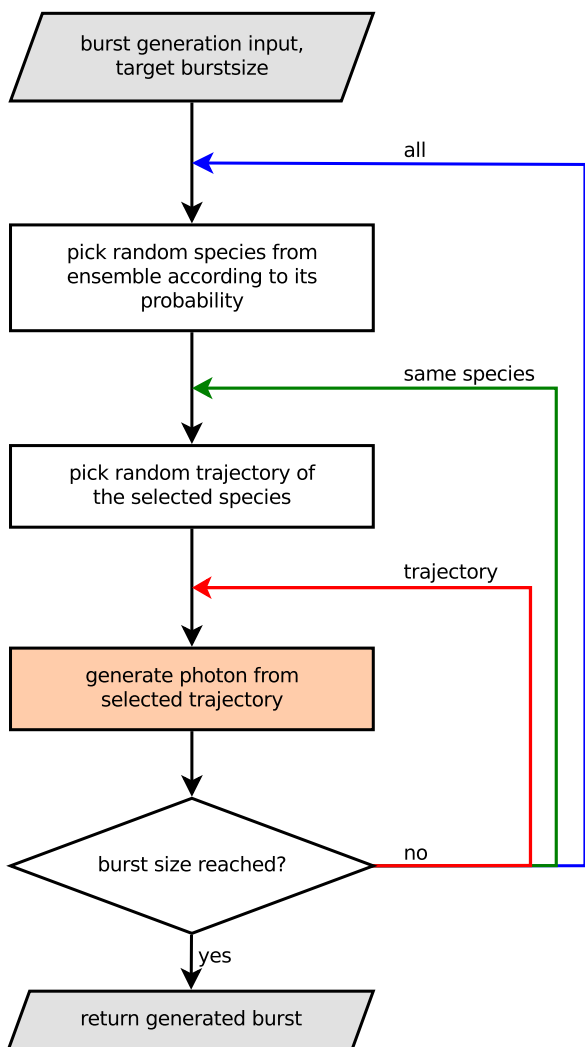 burst generation input,
target burstsize
all
pick random species from
ensemble according to its
probability
same species
pick random trajectory of
the selected species
trajectory
generate photon from
selected trajectory
burst size reached?
no
yes
return generated burst